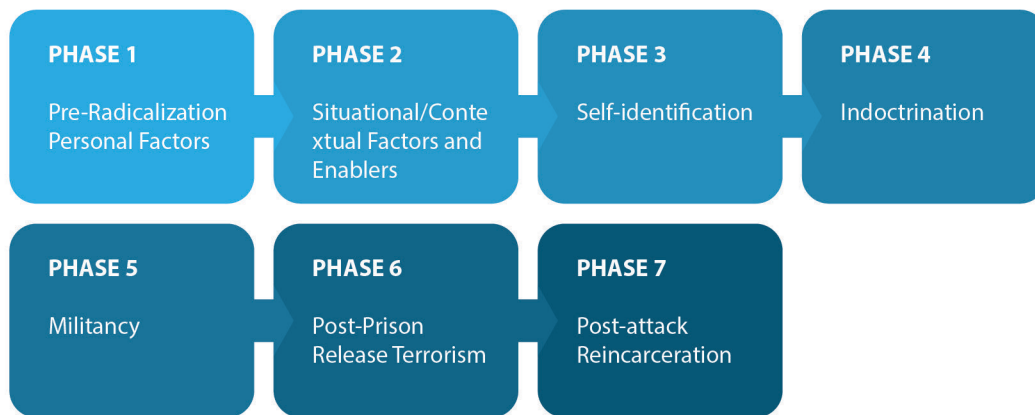 PHASE 1
Pre-Radicalization
Personal Factors
PHASE 2
Situational/Conte
xtual Factors and
Enablers
PHASE 3
Self-identification
PHASE 4
Indoctrination
PHASE 5
Militancy
PHASE 6
Post-Prison
Release Terrorism
PHASE 7
Post-attack
Reincarceration